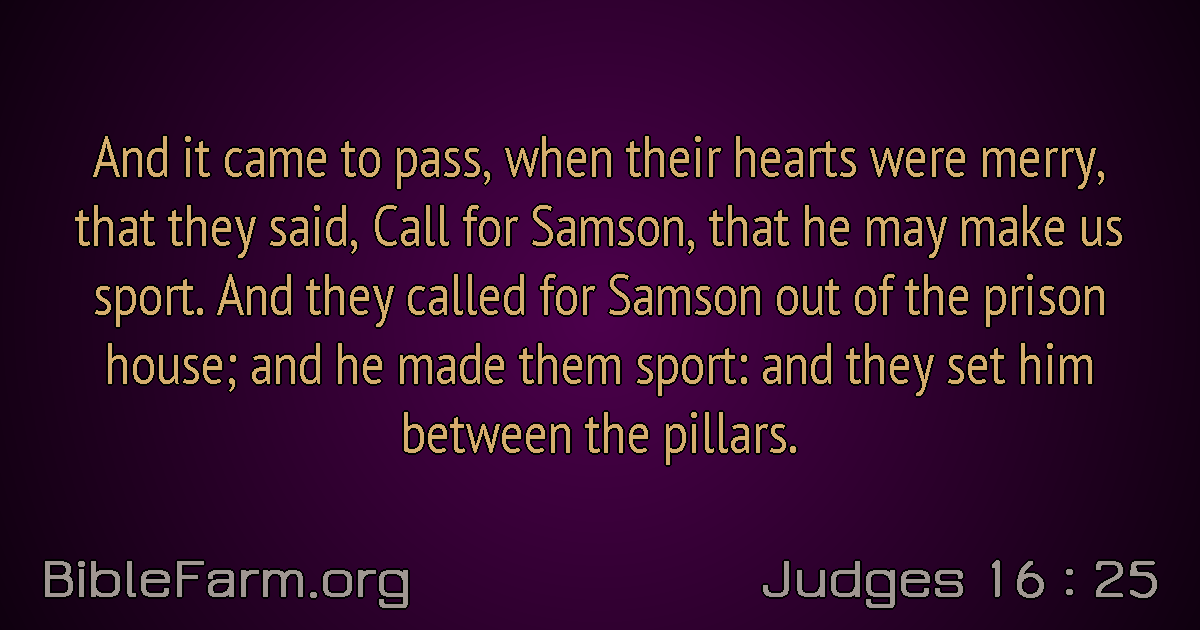 And it came to pass, when their hearts were merry,
that they said, Call for Samson, that he may make us
sport. And they called for Samson out of the prison
house; and he made them sport: and they set him
between the pillars.
BibleFarm.org
Judges 16 : 25